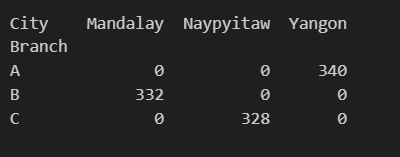 City Mandalay Naypyitaw Yangon
Branch
A 0 0 340
B 332 0 0
C 0 328 0